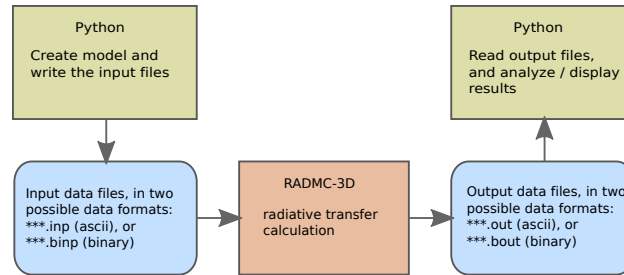 Python
Create model and
write the input files
Python
Read output files,
and analyze / display
results
Input data files, in two
possible data formats:
***.inp (ascii), or
***.binp (binary)
RADMC-3D
radiative transfer
calculation
Output data files, in two
possible data formats:
***.out (ascii), or
***.bout (binary)